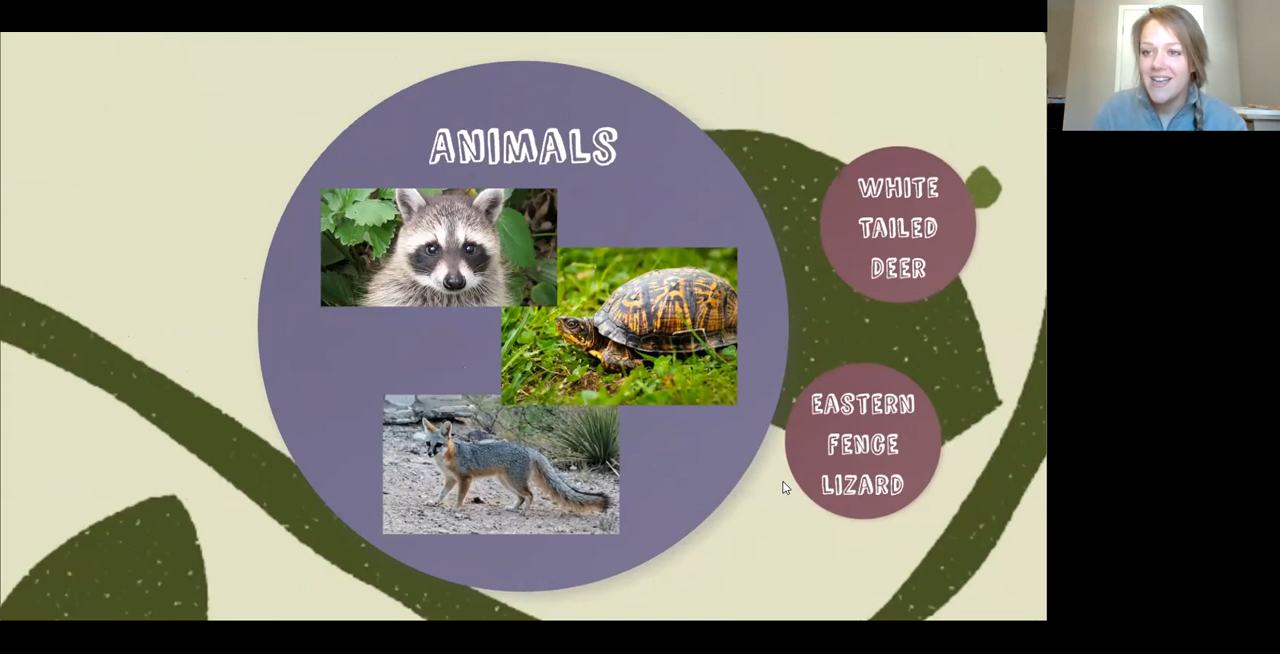 ANIMALS
WHITE
TAILED
DEER
EASTERN
FENCE
LIZARD